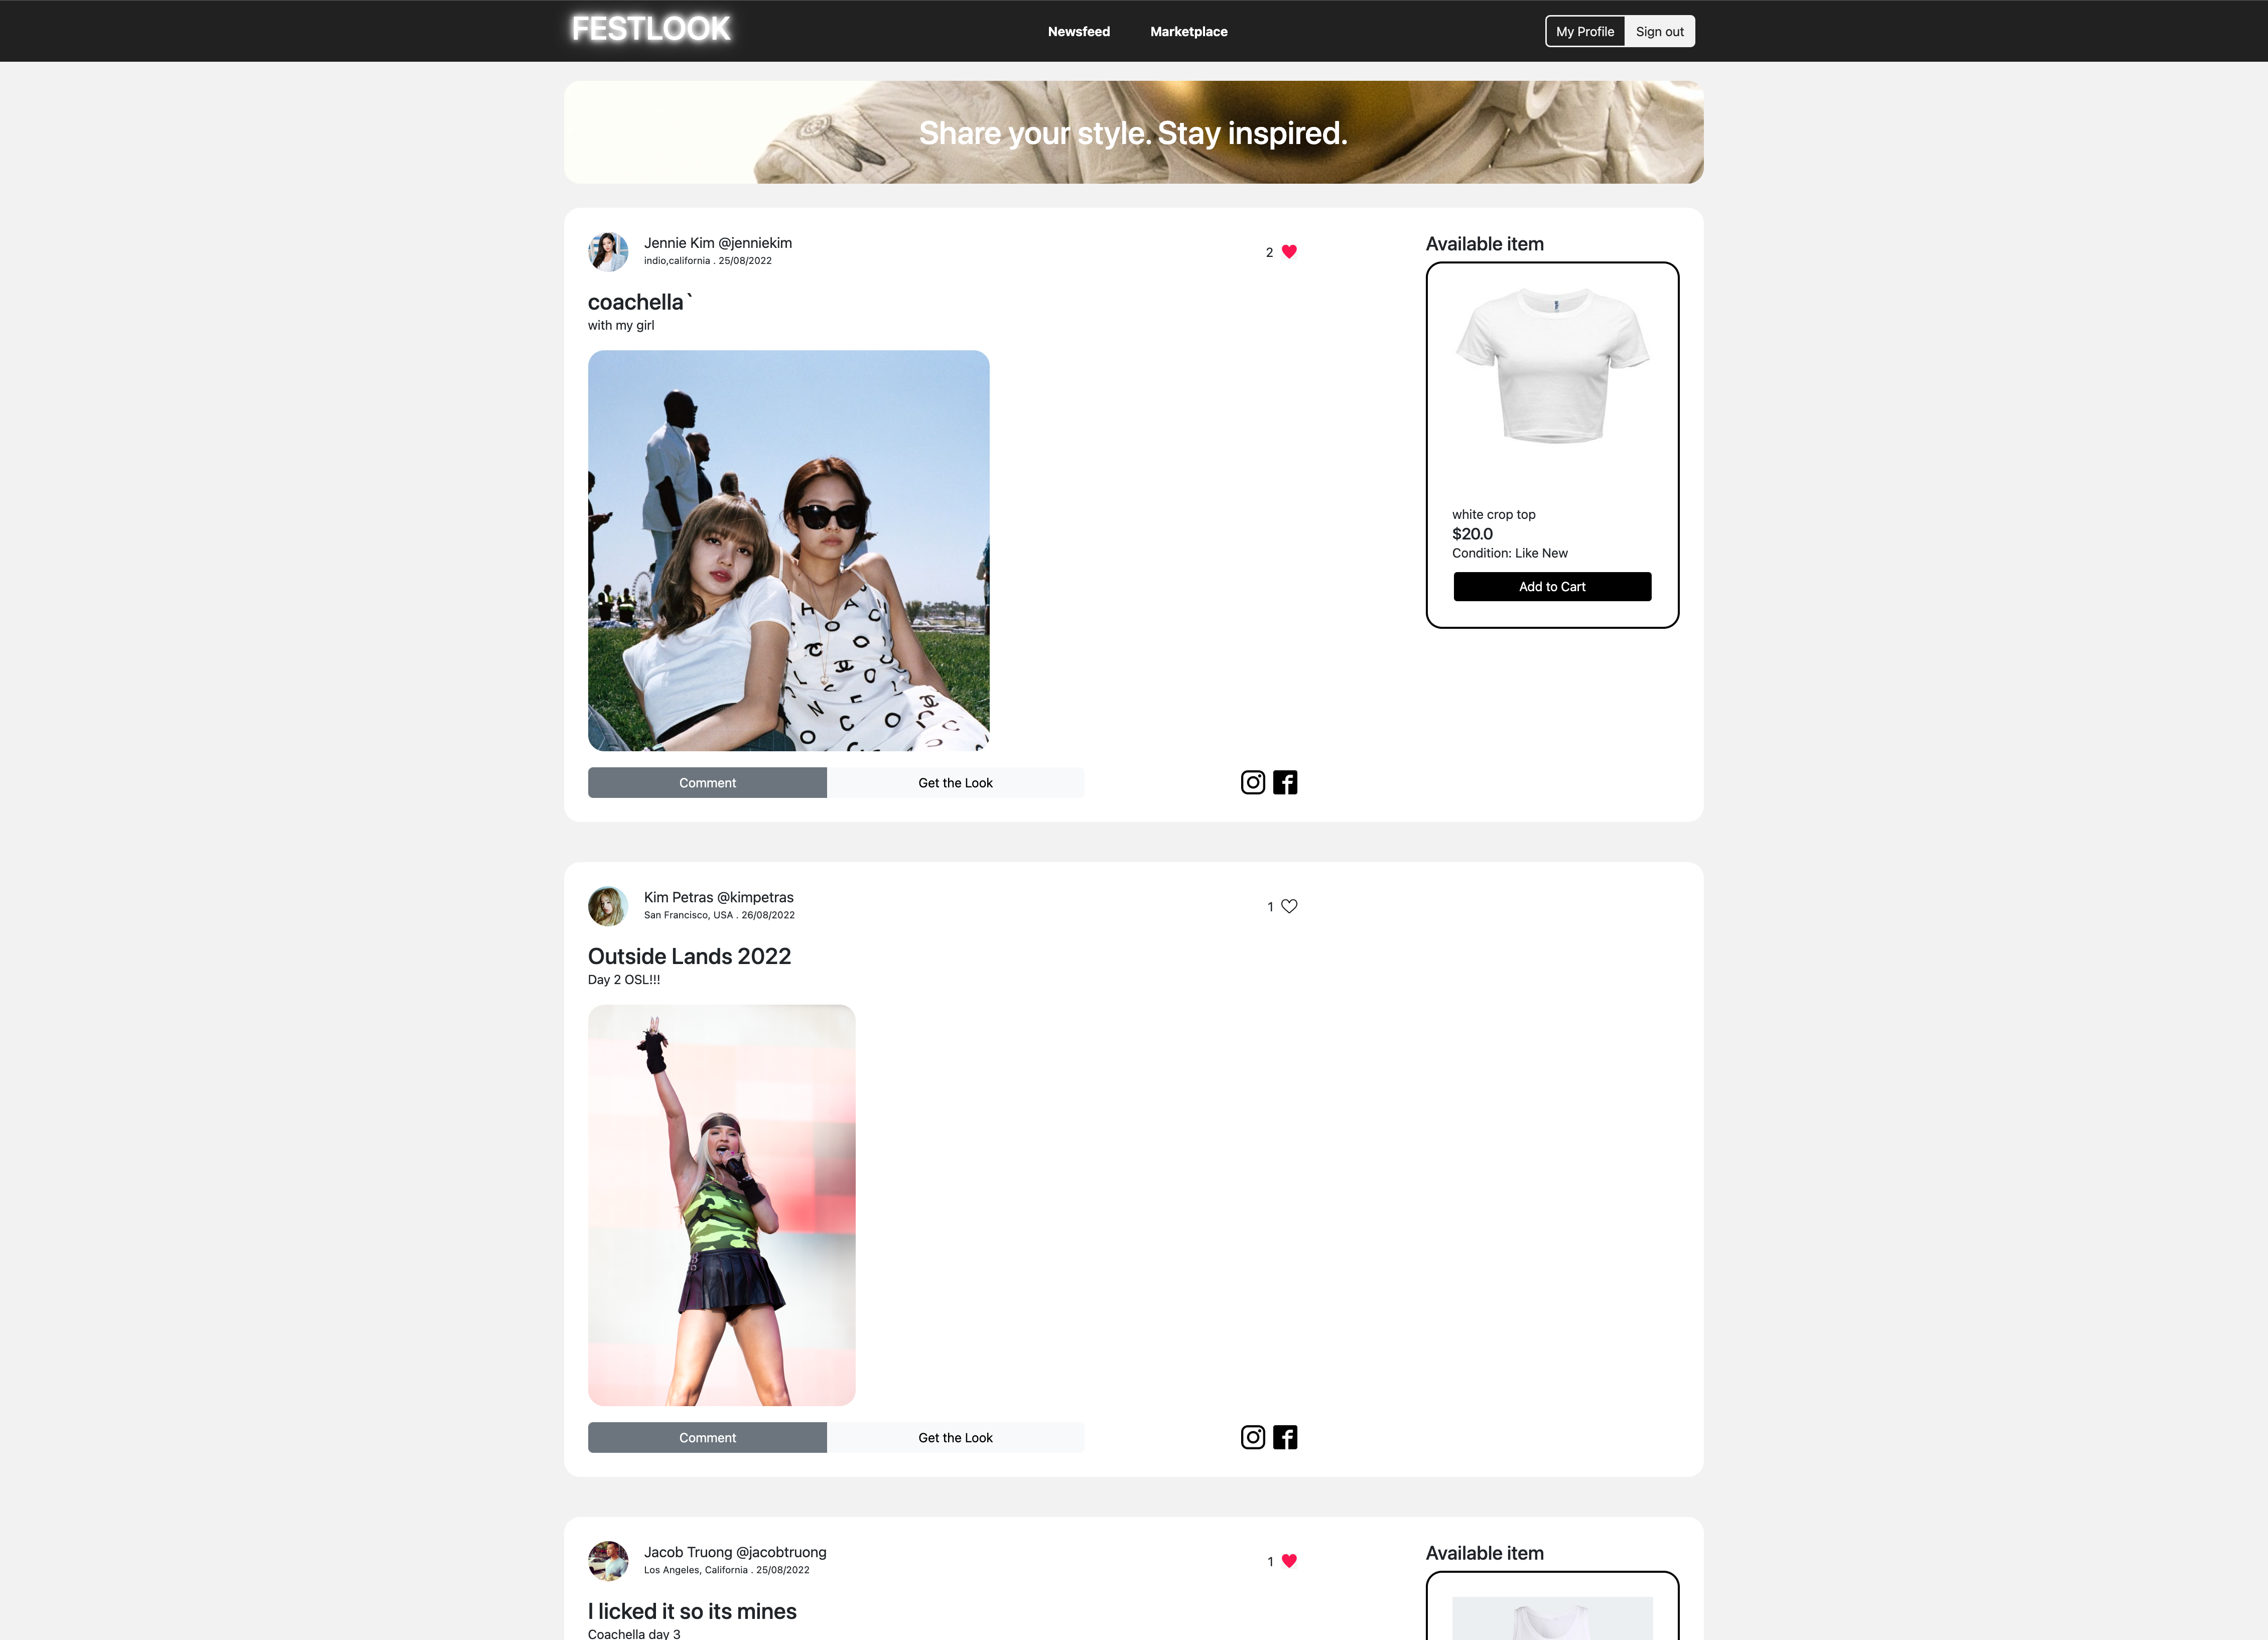 FESTLOOK
Newsfeed
Marketplace
My Profile
Sign out
Share your style. Stay inspired.
Jennie Kim @jenniekim
indio,california . 25/08/2022
2
coachella`
with my girl
Comment
Get the Look
Available item
white crop top
$20.0
Condition: Like New
Add to Cart
Kim Petras @kimpetras
San Francisco, USA . 26/08/2022
1
Outside Lands 2022
Day 2 OSL!!!
Comment
Get the Look
Jacob Truong @jacobtruong
Los Angeles, California . 25/08/2022
1
I licked it so its mines
Coachella day 3
Available item